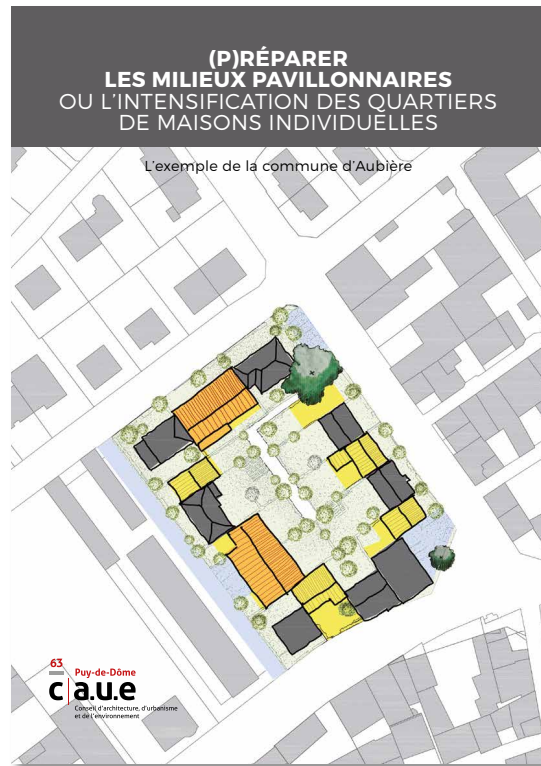 (P)RÉPARER
LES MILIEUX PAVILLONNAIRES
OU L'INTENSIFICATION DES QUARTIERS
DE MAISONS INDIVIDUELLES
L'exemple de la commune d'Aubière
63
Puy-de-Dôme
c|a.u.e
Conseil d'architecture, d'urbanisme
et de l'environnement